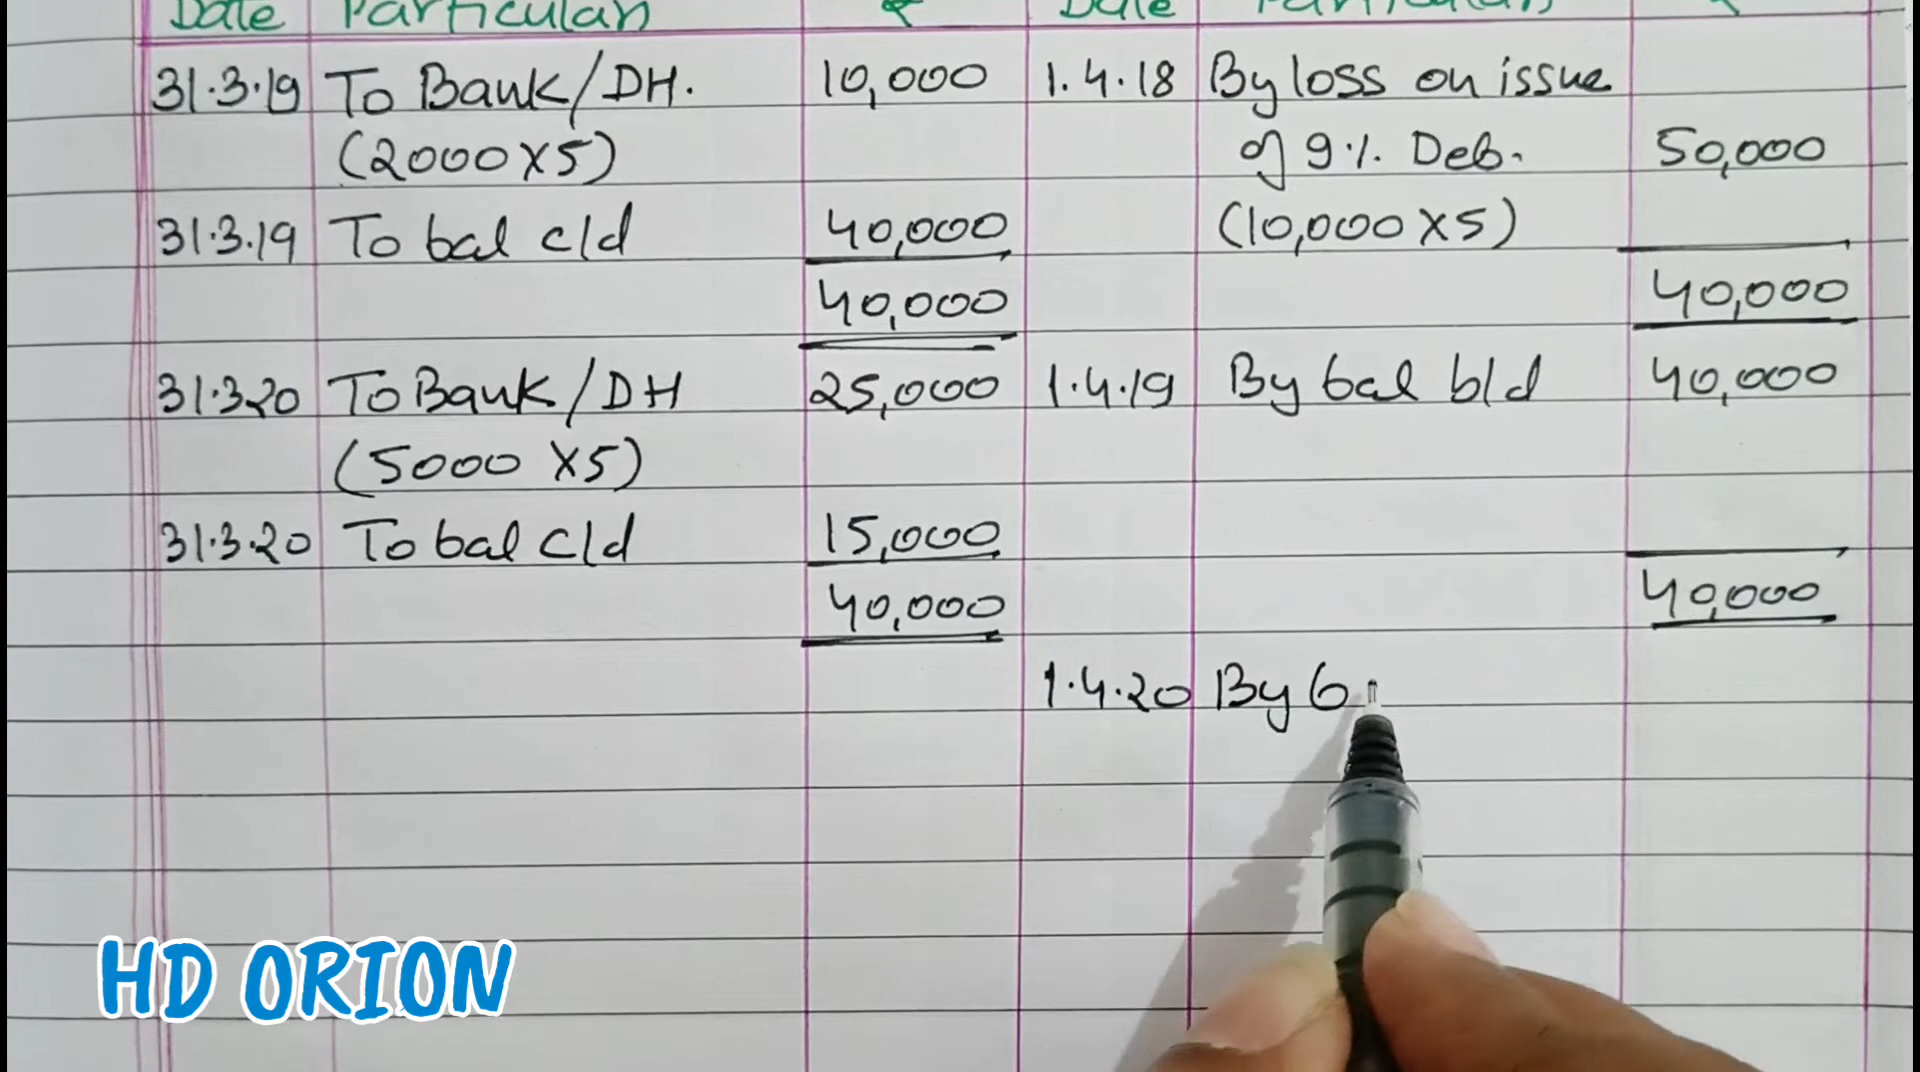 Date Particulars ₹ Date Particulars ₹
31.3.19 To Bank/DH. 10,000 1.4.18 By loss on issue
(2000X5) of 9.%. Deb. 50,000
31.3.19 To bal c/d 40,000 (10,000X5)
40,000 40,000
31.3.20 To Bank/DH 25,000 1.4.19 By bal b/d 40,000
(5000 X5)
31.3.20 To bal c/d 15,000
40,000 40,000
1.4.20 By b
HD ORION